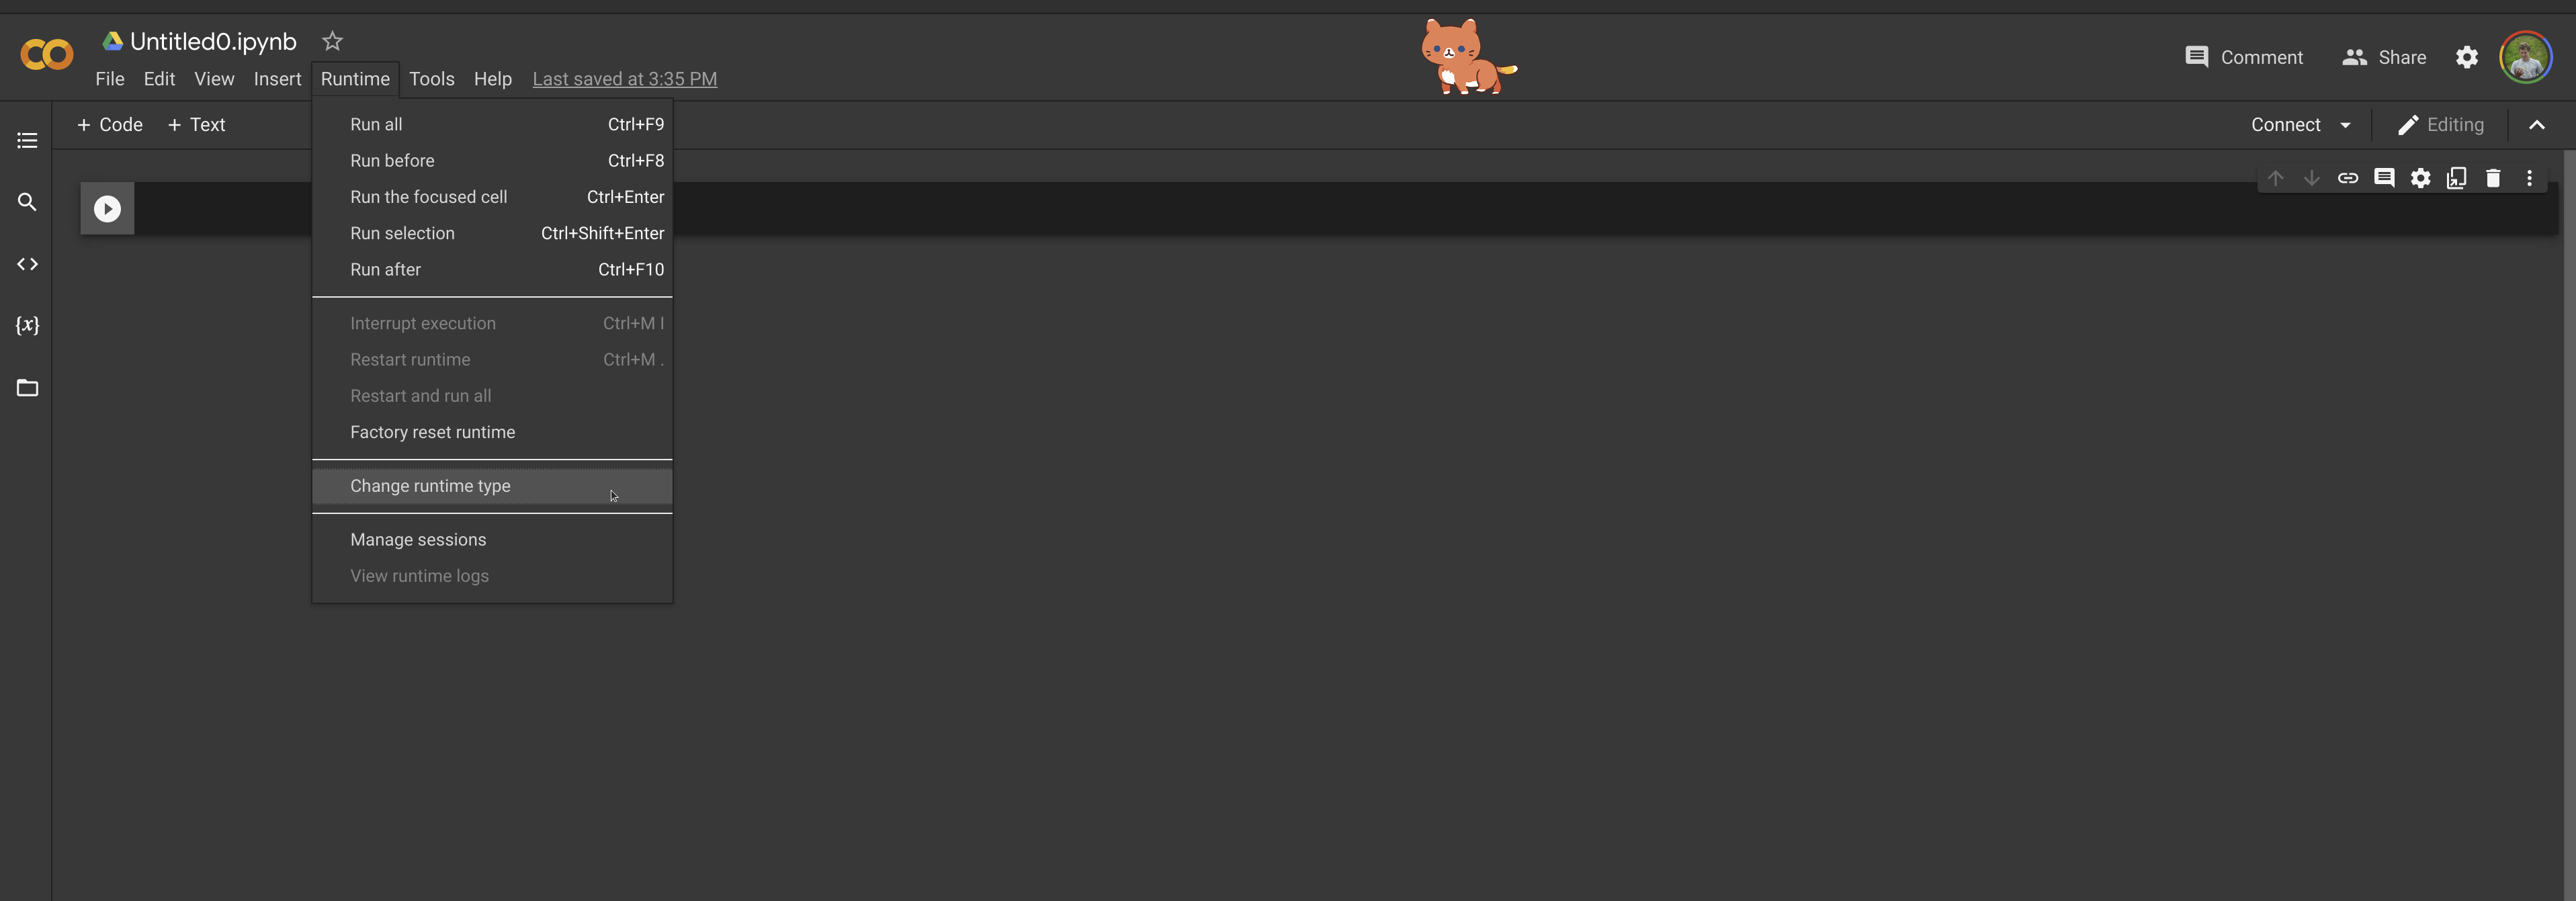 Untitled0.ipynb
File Edit View Insert Runtime Tools Help Last saved at 3:35 PM
Comment Share
+ Code + Text
Connect Editing
Run all Ctrl+F9
Run before Ctrl+F8
Run the focused cell Ctrl+Enter
Run selection Ctrl+Shift+Enter
Run after Ctrl+F10
Interrupt execution Ctrl+M I
Restart runtime Ctrl+M .
Restart and run all
Factory reset runtime
Change runtime type
Manage sessions
View runtime logs
{x}